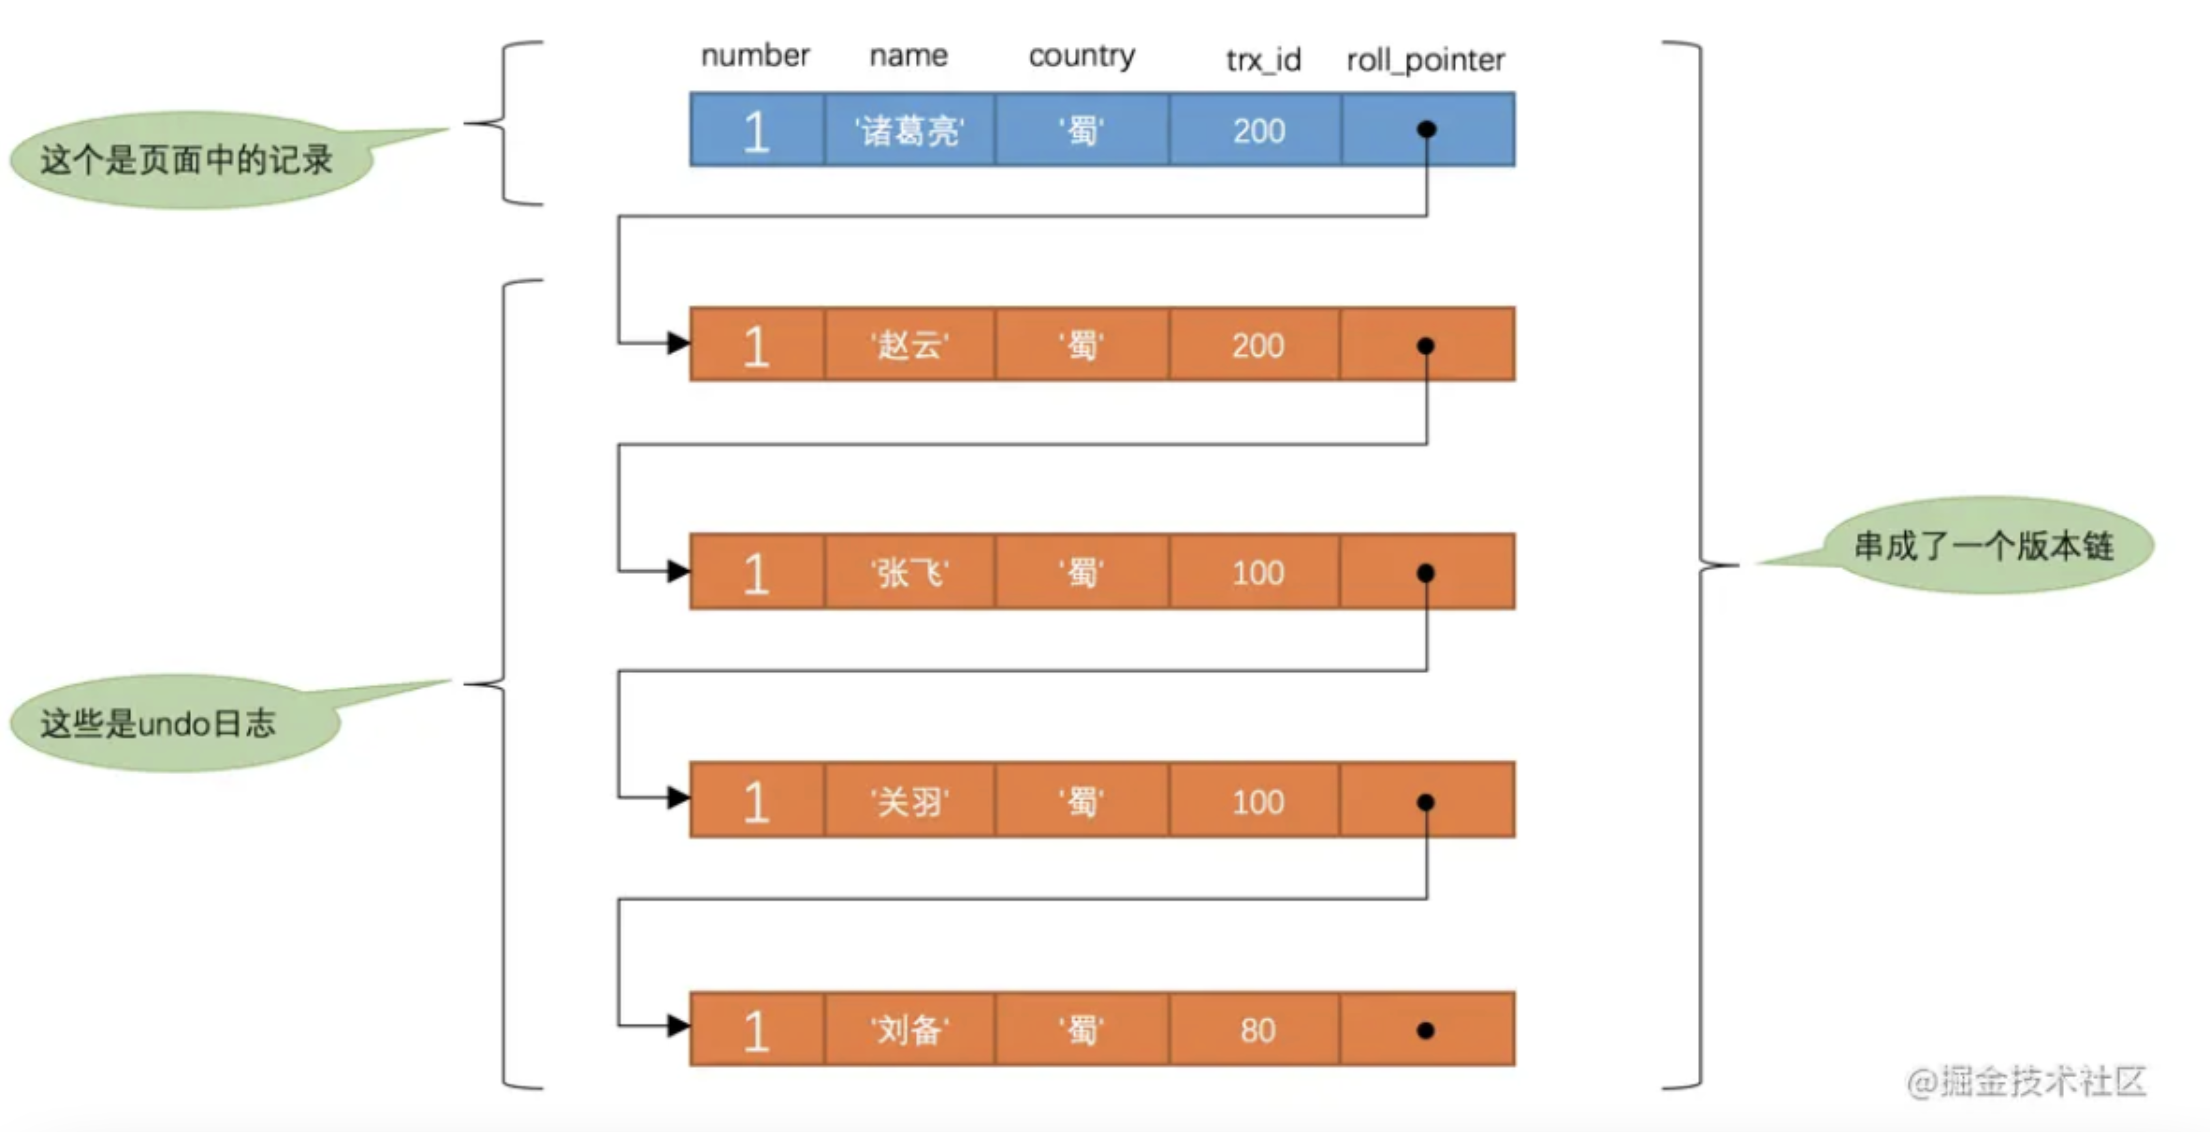 number name country trx_id roll_pointer
1 '诸葛亮' '蜀' 200
这个是页面中的记录
1 '赵云' '蜀' 200
1 '张飞' '蜀' 100
串成了一个版本链
这些是undo日志
1 '关羽' '蜀' 100
1 '刘备' '蜀' 80
@掘金技术社区